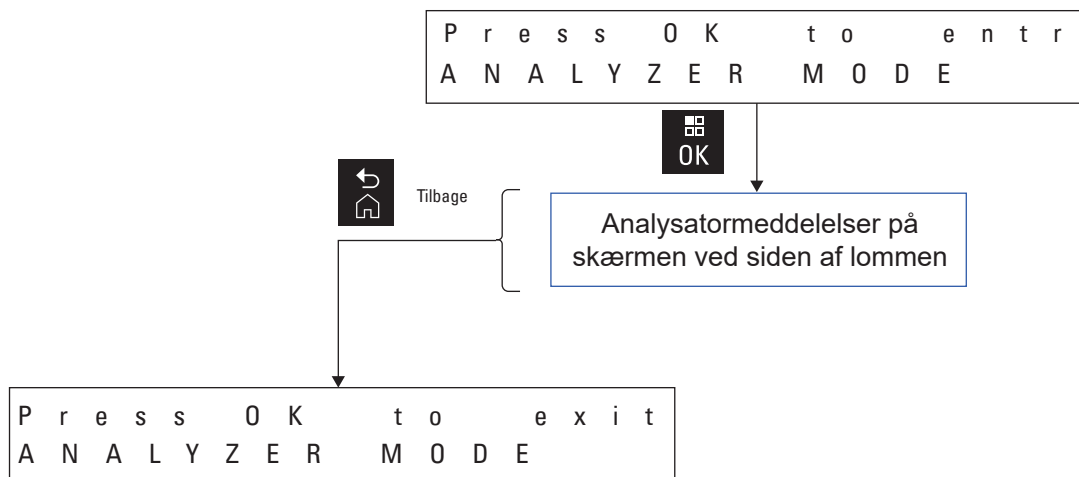 Press OK to entr
ANALYZER MODE
OK
Tilbage
Analysatormeddelelser på
skærmen ved siden af lommen
Press OK to exit
ANALYZER MODE